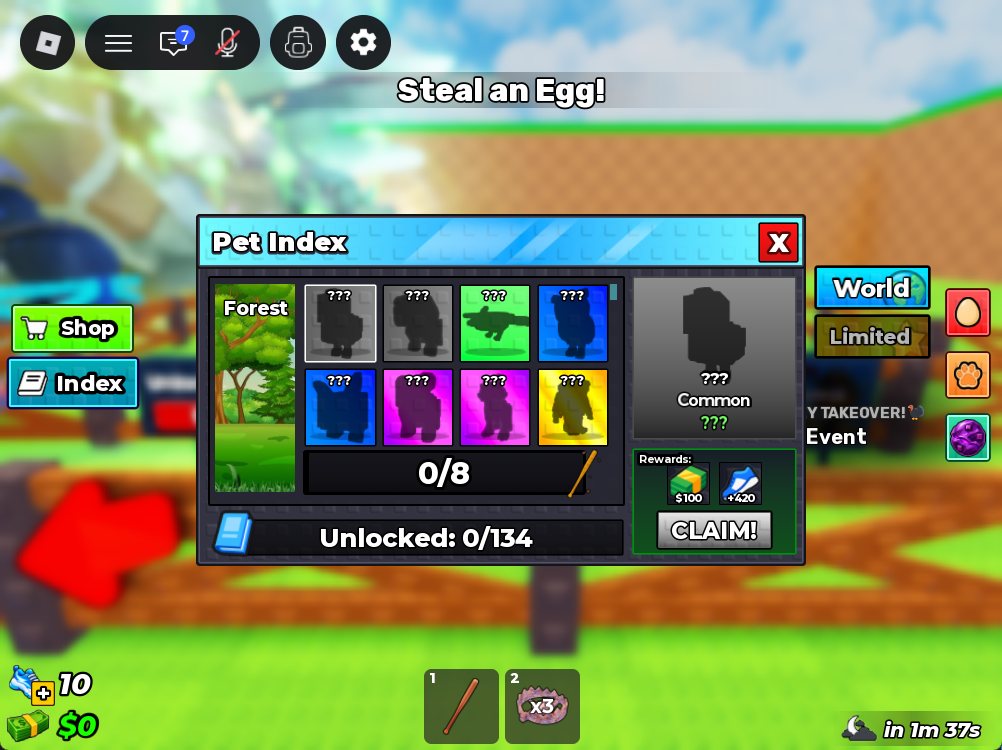 7
Steal an Egg!
Pet Index
X
Forest
???
???
???
???
???
???
???
???
0/8
Unlocked: 0/134
???
Common
???
Rewards:
$100
+420
CLAIM!
World
Limited
Y TAKEOVER!
Event
Shop
Index
10
$0
1
2
x3
in 1m 37s